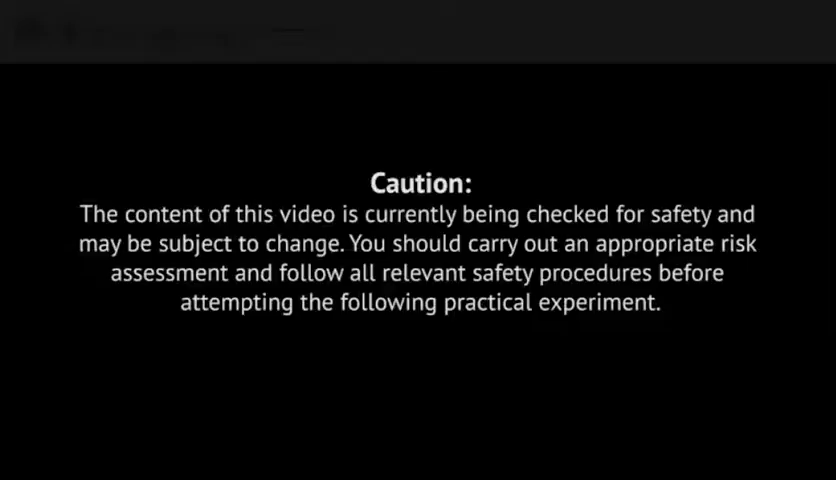 Caution:
The content of this video is currently being checked for safety and
may be subject to change. You should carry out an appropriate risk
assessment and follow all relevant safety procedures before
attempting the following practical experiment.